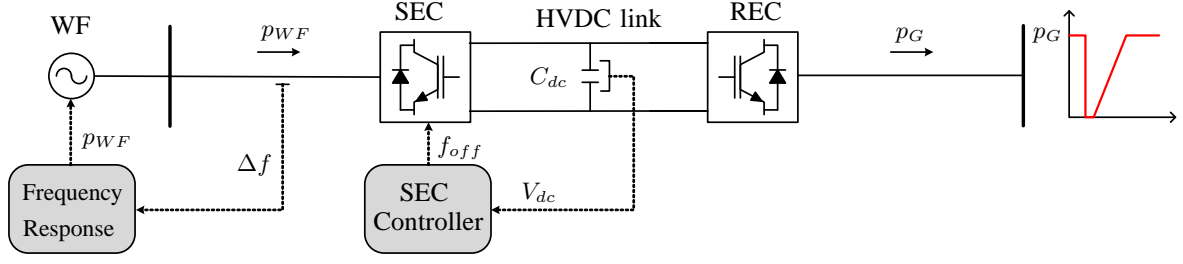 WF
SEC
HVDC link
REC
p_{WF}
p_G
p_G
C_{dc}
p_{WF}
Δf
f_{off}
V_{dc}
Frequency
Response
SEC
Controller